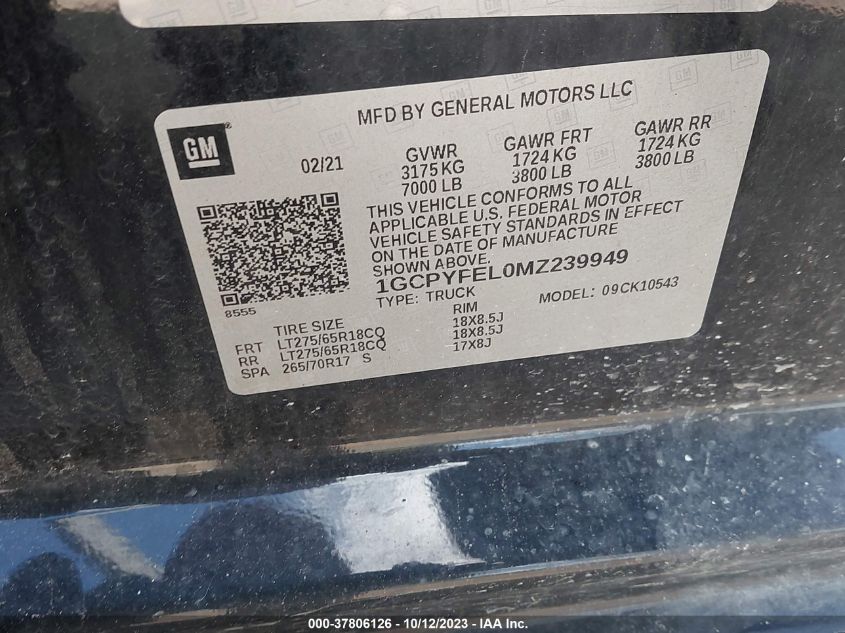 MFD BY GENERAL MOTORS LLC
GM
02/21
GVWR
3175 KG
7000 LB
GAWR FRT
1724 KG
3800 LB
GAWR RR
1724 KG
3800 LB
THIS VEHICLE CONFORMS TO ALL
APPLICABLE U.S. FEDERAL MOTOR
VEHICLE SAFETY STANDARDS IN EFFECT
ON THE DATE OF MANUFACTURE
SHOWN ABOVE.
1GCPYFEL0MZ239949
TYPE: TRUCK
MODEL: 09CK10543
8555
TIRE SIZE RIM
FRT LT275/65R18CQ 18X8.5J
RR LT275/65R18CQ 18X8.5J
SPA 265/70R17 S 17X8J
000-37806126 - 10/12/2023 - IAA Inc.